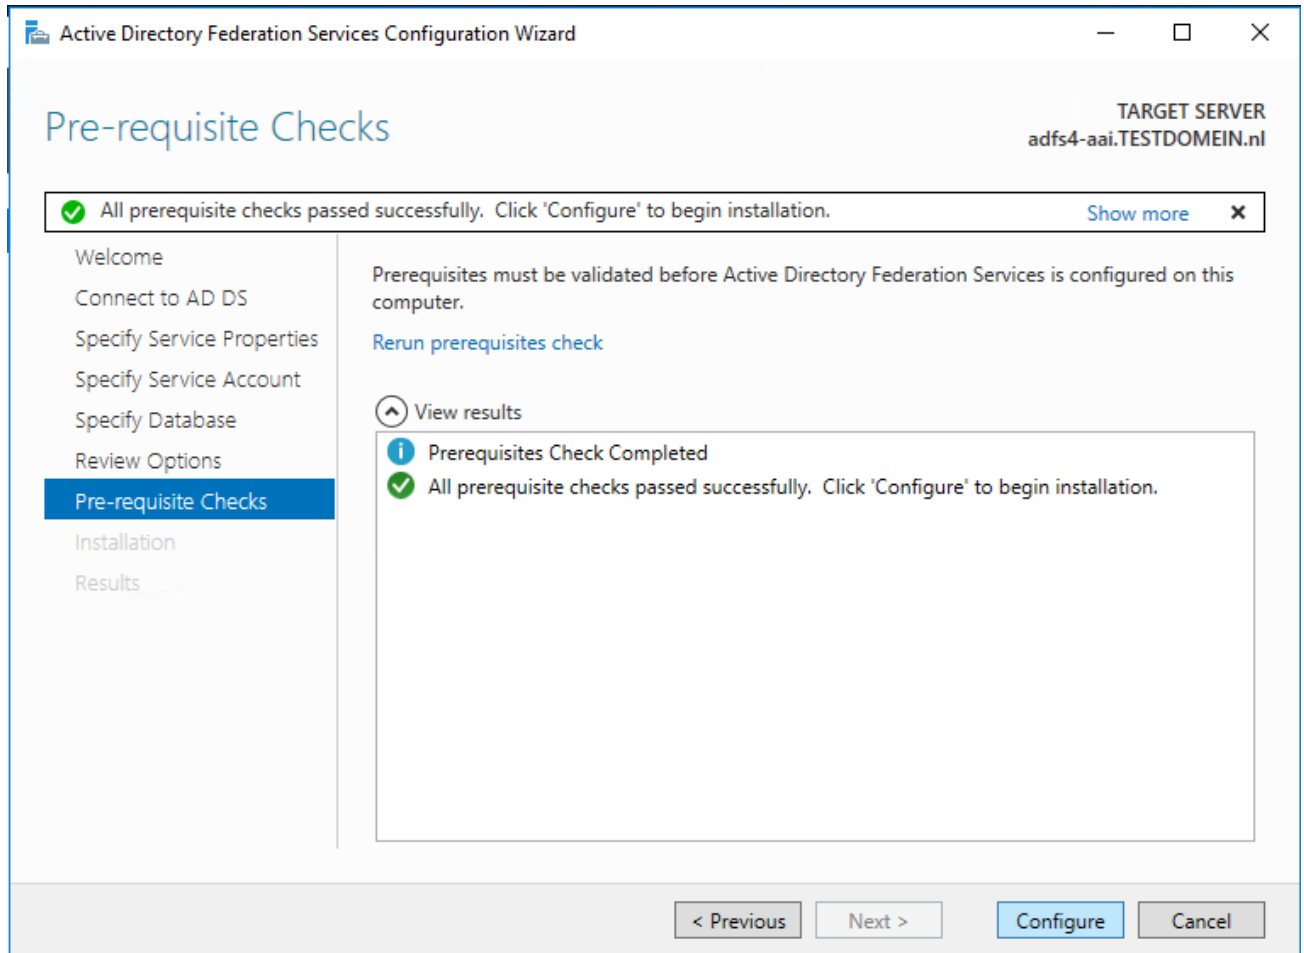 Active Directory Federation Services Configuration Wizard
Pre-requisite Checks
TARGET SERVER
adfs4-aai.TESTDOMEIN.nl
All prerequisite checks passed successfully.  Click 'Configure' to begin installation.
Show more
Welcome
Connect to AD DS
Specify Service Properties
Specify Service Account
Specify Database
Review Options
Pre-requisite Checks
Installation
Results
Prerequisites must be validated before Active Directory Federation Services is configured on this
computer.
Rerun prerequisites check
View results
Prerequisites Check Completed
All prerequisite checks passed successfully.  Click 'Configure' to begin installation.
< Previous
Next >
Configure
Cancel